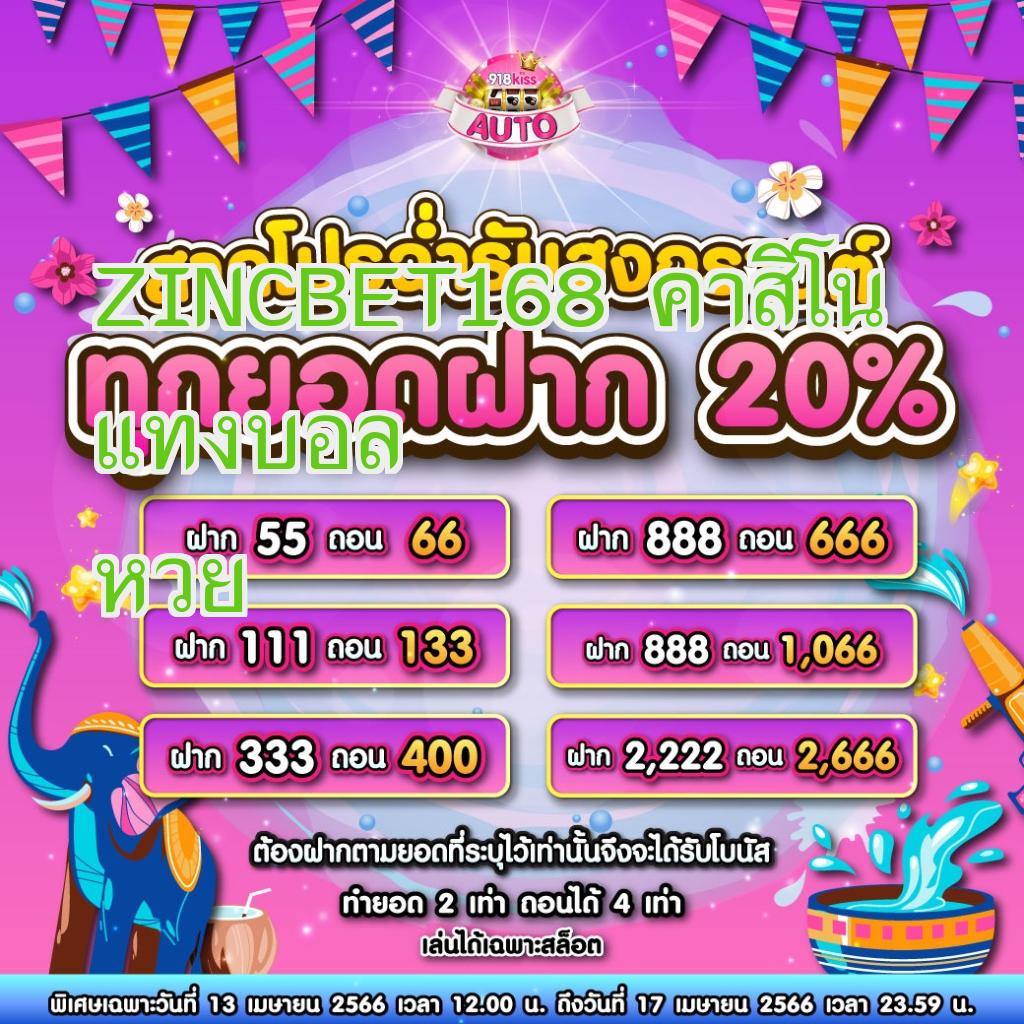 918kiss
AUTO
ZINCBET168 คาสิโน
ทุกยอดฝาก 20%
แทงบอล
หวย
ฝาก 55 ถอน 66
ฝาก 888 ถอน 666
ฝาก 111 ถอน 133
ฝาก 888 ถอน 1,066
ฝาก 333 ถอน 400
ฝาก 2,222 ถอน 2,666
ต้องฝากตามยอดที่ระบุไว้เท่านั้นจึงจะได้รับโบนัส
ทำยอด 2 เท่า ถอนได้ 4 เท่า
เล่นได้เฉพาะสล็อต
พิเศษเฉพาะวันที่ 13 เมษายน 2566 เวลา 12.00 น. ถึงวันที่ 17 เมษายน 2566 เวลา 23.59 น.